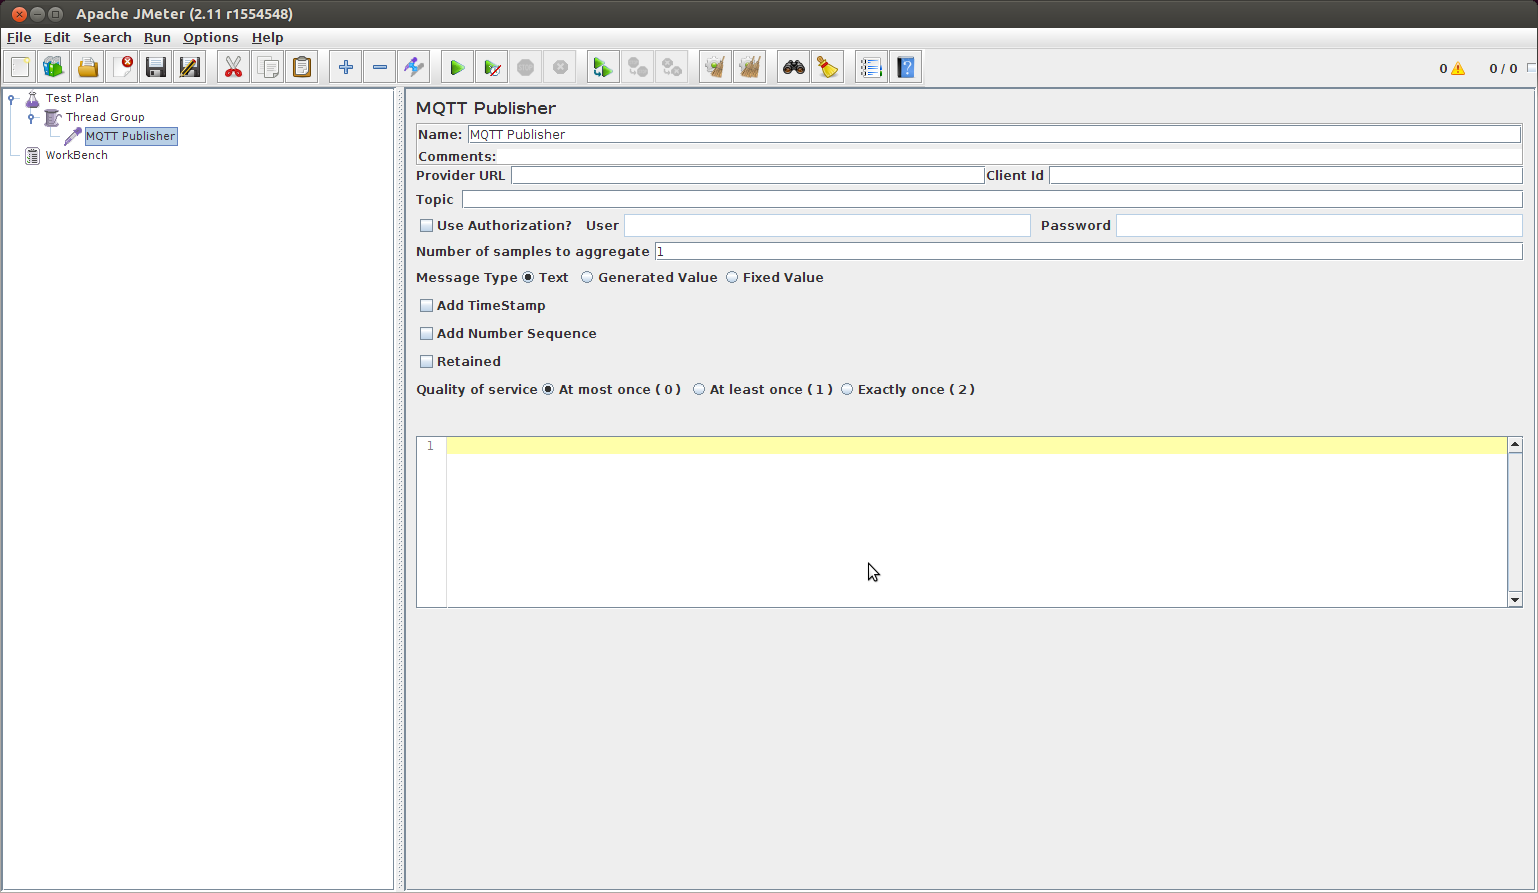 Apache JMeter (2.11 r1554548)
File Edit Search Run Options Help
0 0 / 0
Test Plan
Thread Group
MQTT Publisher
WorkBench
MQTT Publisher
Name: MQTT Publisher
Comments:
Provider URL Client Id
Topic
Use Authorization? User Password
Number of samples to aggregate 1
Message Type Text Generated Value Fixed Value
Add TimeStamp
Add Number Sequence
Retained
Quality of service At most once ( 0 ) At least once ( 1 ) Exactly once ( 2 )
1